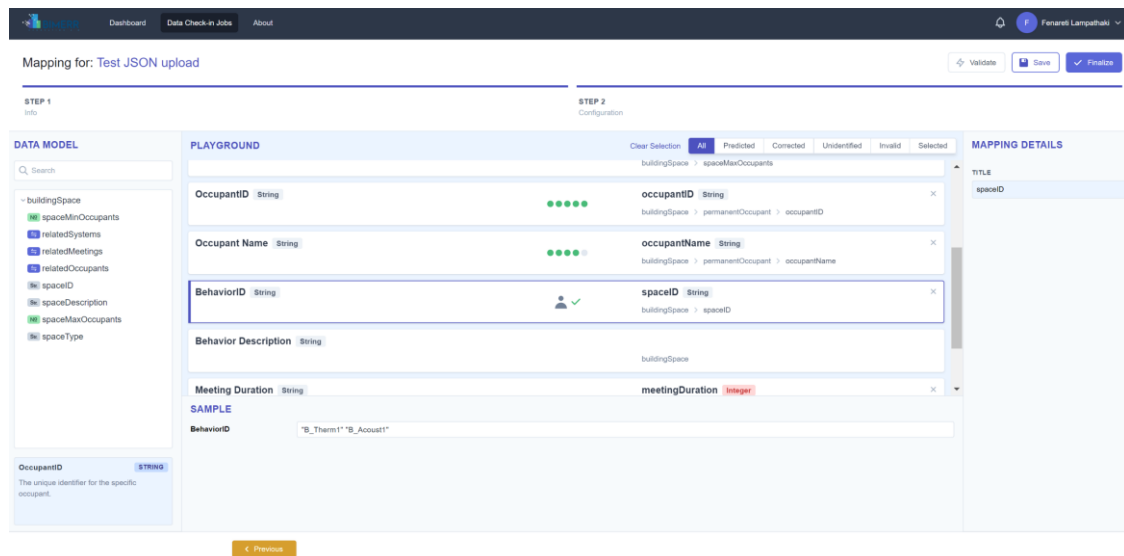 Dashboard Data Check-in Jobs About F Fenareti Lampathaki
Mapping for: Test JSON upload Validate Save Finalize
STEP 1 STEP 2
Info Configuration
DATA MODEL PLAYGROUND Clear Selection All Predicted Corrected Unidentified Invalid Selected MAPPING DETAILS
Search
buildingSpace > spaceMaxOccupants
TITLE
spaceID
buildingSpace
spaceMinOccupants
relatedSystems
relatedMeetings
relatedOccupants
spaceID
spaceDescription
spaceMaxOccupants
spaceType
OccupantID String occupantID String
buildingSpace > permanentOccupant > occupantID
Occupant Name String occupantName String
buildingSpace > permanentOccupant > occupantName
BehaviorID String spaceID String
buildingSpace > spaceID
Behavior Description String
buildingSpace
Meeting Duration String meetingDuration Integer
SAMPLE
BehaviorID "B_Therm1" "B_Acoust1"
OccupantID STRING
The unique identifier for the specific
occupant.
Previous